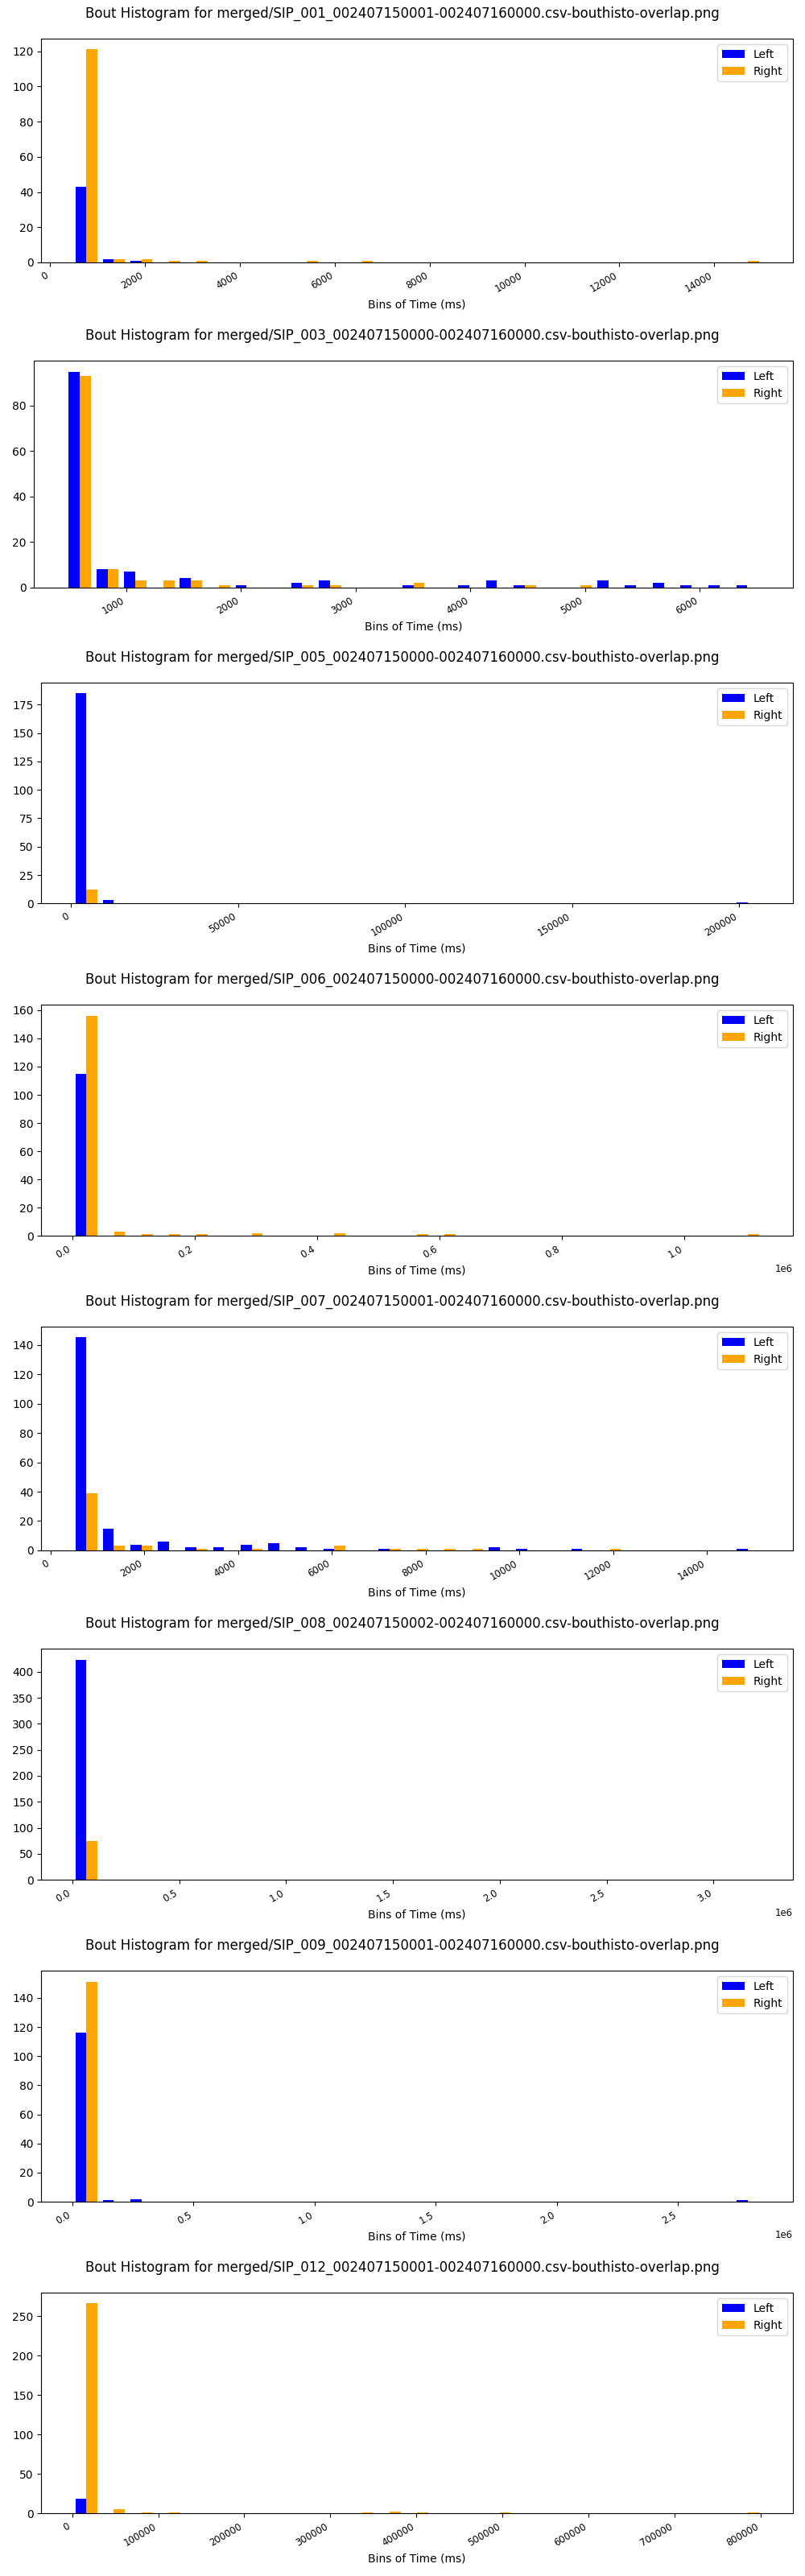 Bout Histogram for merged/SIP_001_002407150001-002407160000.csv-bouthisto-overlap.png
120
100
80
60
40
20
0
Left
Right
0 2000 4000 6000 8000 10000 12000 14000
Bins of Time (ms)
Bout Histogram for merged/SIP_003_002407150000-002407160000.csv-bouthisto-overlap.png
80
60
40
20
0
Left
Right
1000 2000 3000 4000 5000 6000
Bins of Time (ms)
Bout Histogram for merged/SIP_005_002407150000-002407160000.csv-bouthisto-overlap.png
175
150
125
100
75
50
25
0
Left
Right
0 50000 100000 150000 200000
Bins of Time (ms)
Bout Histogram for merged/SIP_006_002407150000-002407160000.csv-bouthisto-overlap.png
160
140
120
100
80
60
40
20
0
Left
Right
0.0 0.2 0.4 0.6 0.8 1.0
1e6
Bins of Time (ms)
Bout Histogram for merged/SIP_007_002407150001-002407160000.csv-bouthisto-overlap.png
140
120
100
80
60
40
20
0
Left
Right
0 2000 4000 6000 8000 10000 12000 14000
Bins of Time (ms)
Bout Histogram for merged/SIP_008_002407150002-002407160000.csv-bouthisto-overlap.png
400
350
300
250
200
150
100
50
0
Left
Right
0.0 0.5 1.0 1.5 2.0 2.5 3.0
1e6
Bins of Time (ms)
Bout Histogram for merged/SIP_009_002407150001-002407160000.csv-bouthisto-overlap.png
140
120
100
80
60
40
20
0
Left
Right
0.0 0.5 1.0 1.5 2.0 2.5
1e6
Bins of Time (ms)
Bout Histogram for merged/SIP_012_002407150001-002407160000.csv-bouthisto-overlap.png
250
200
150
100
50
0
Left
Right
0 100000 200000 300000 400000 500000 600000 700000 800000
Bins of Time (ms)